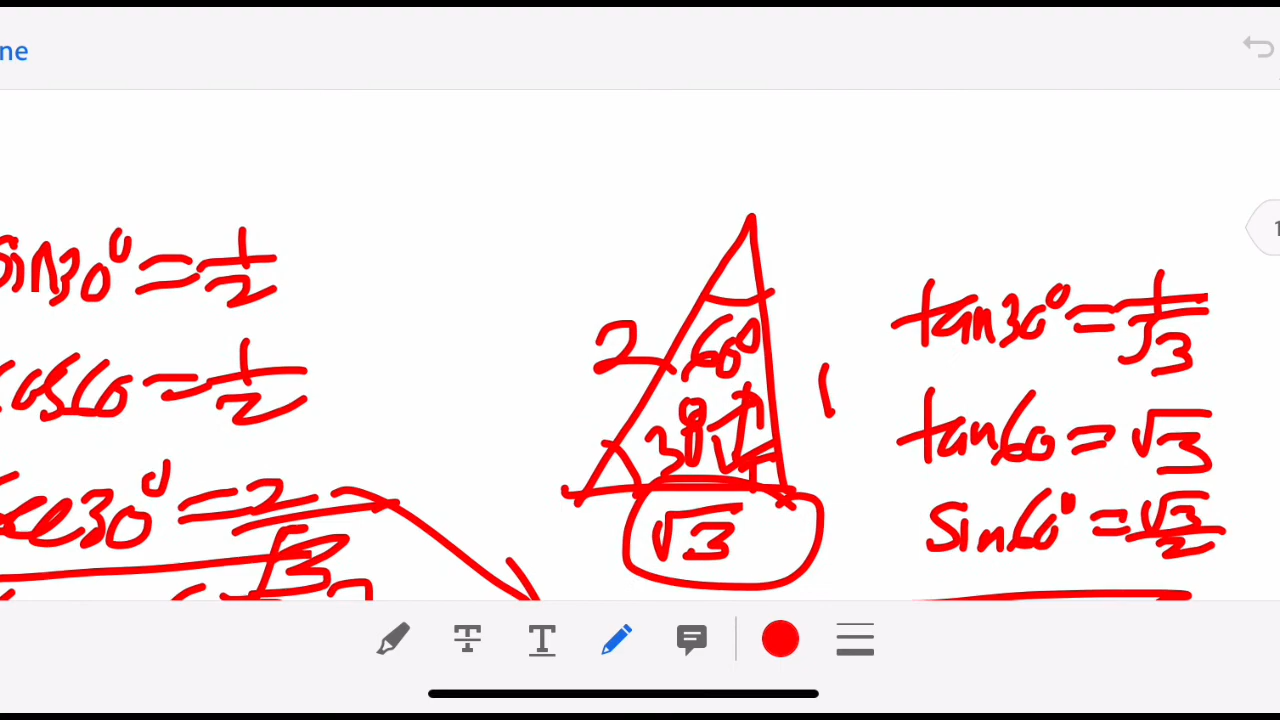 ne
1
sin30° = 1/2
cos60 = 1/2
sec30° = 2/√3
60°
2
1
30°
√3
tan30° = 1/√3
tan60 = √3
sin60° = √3/2